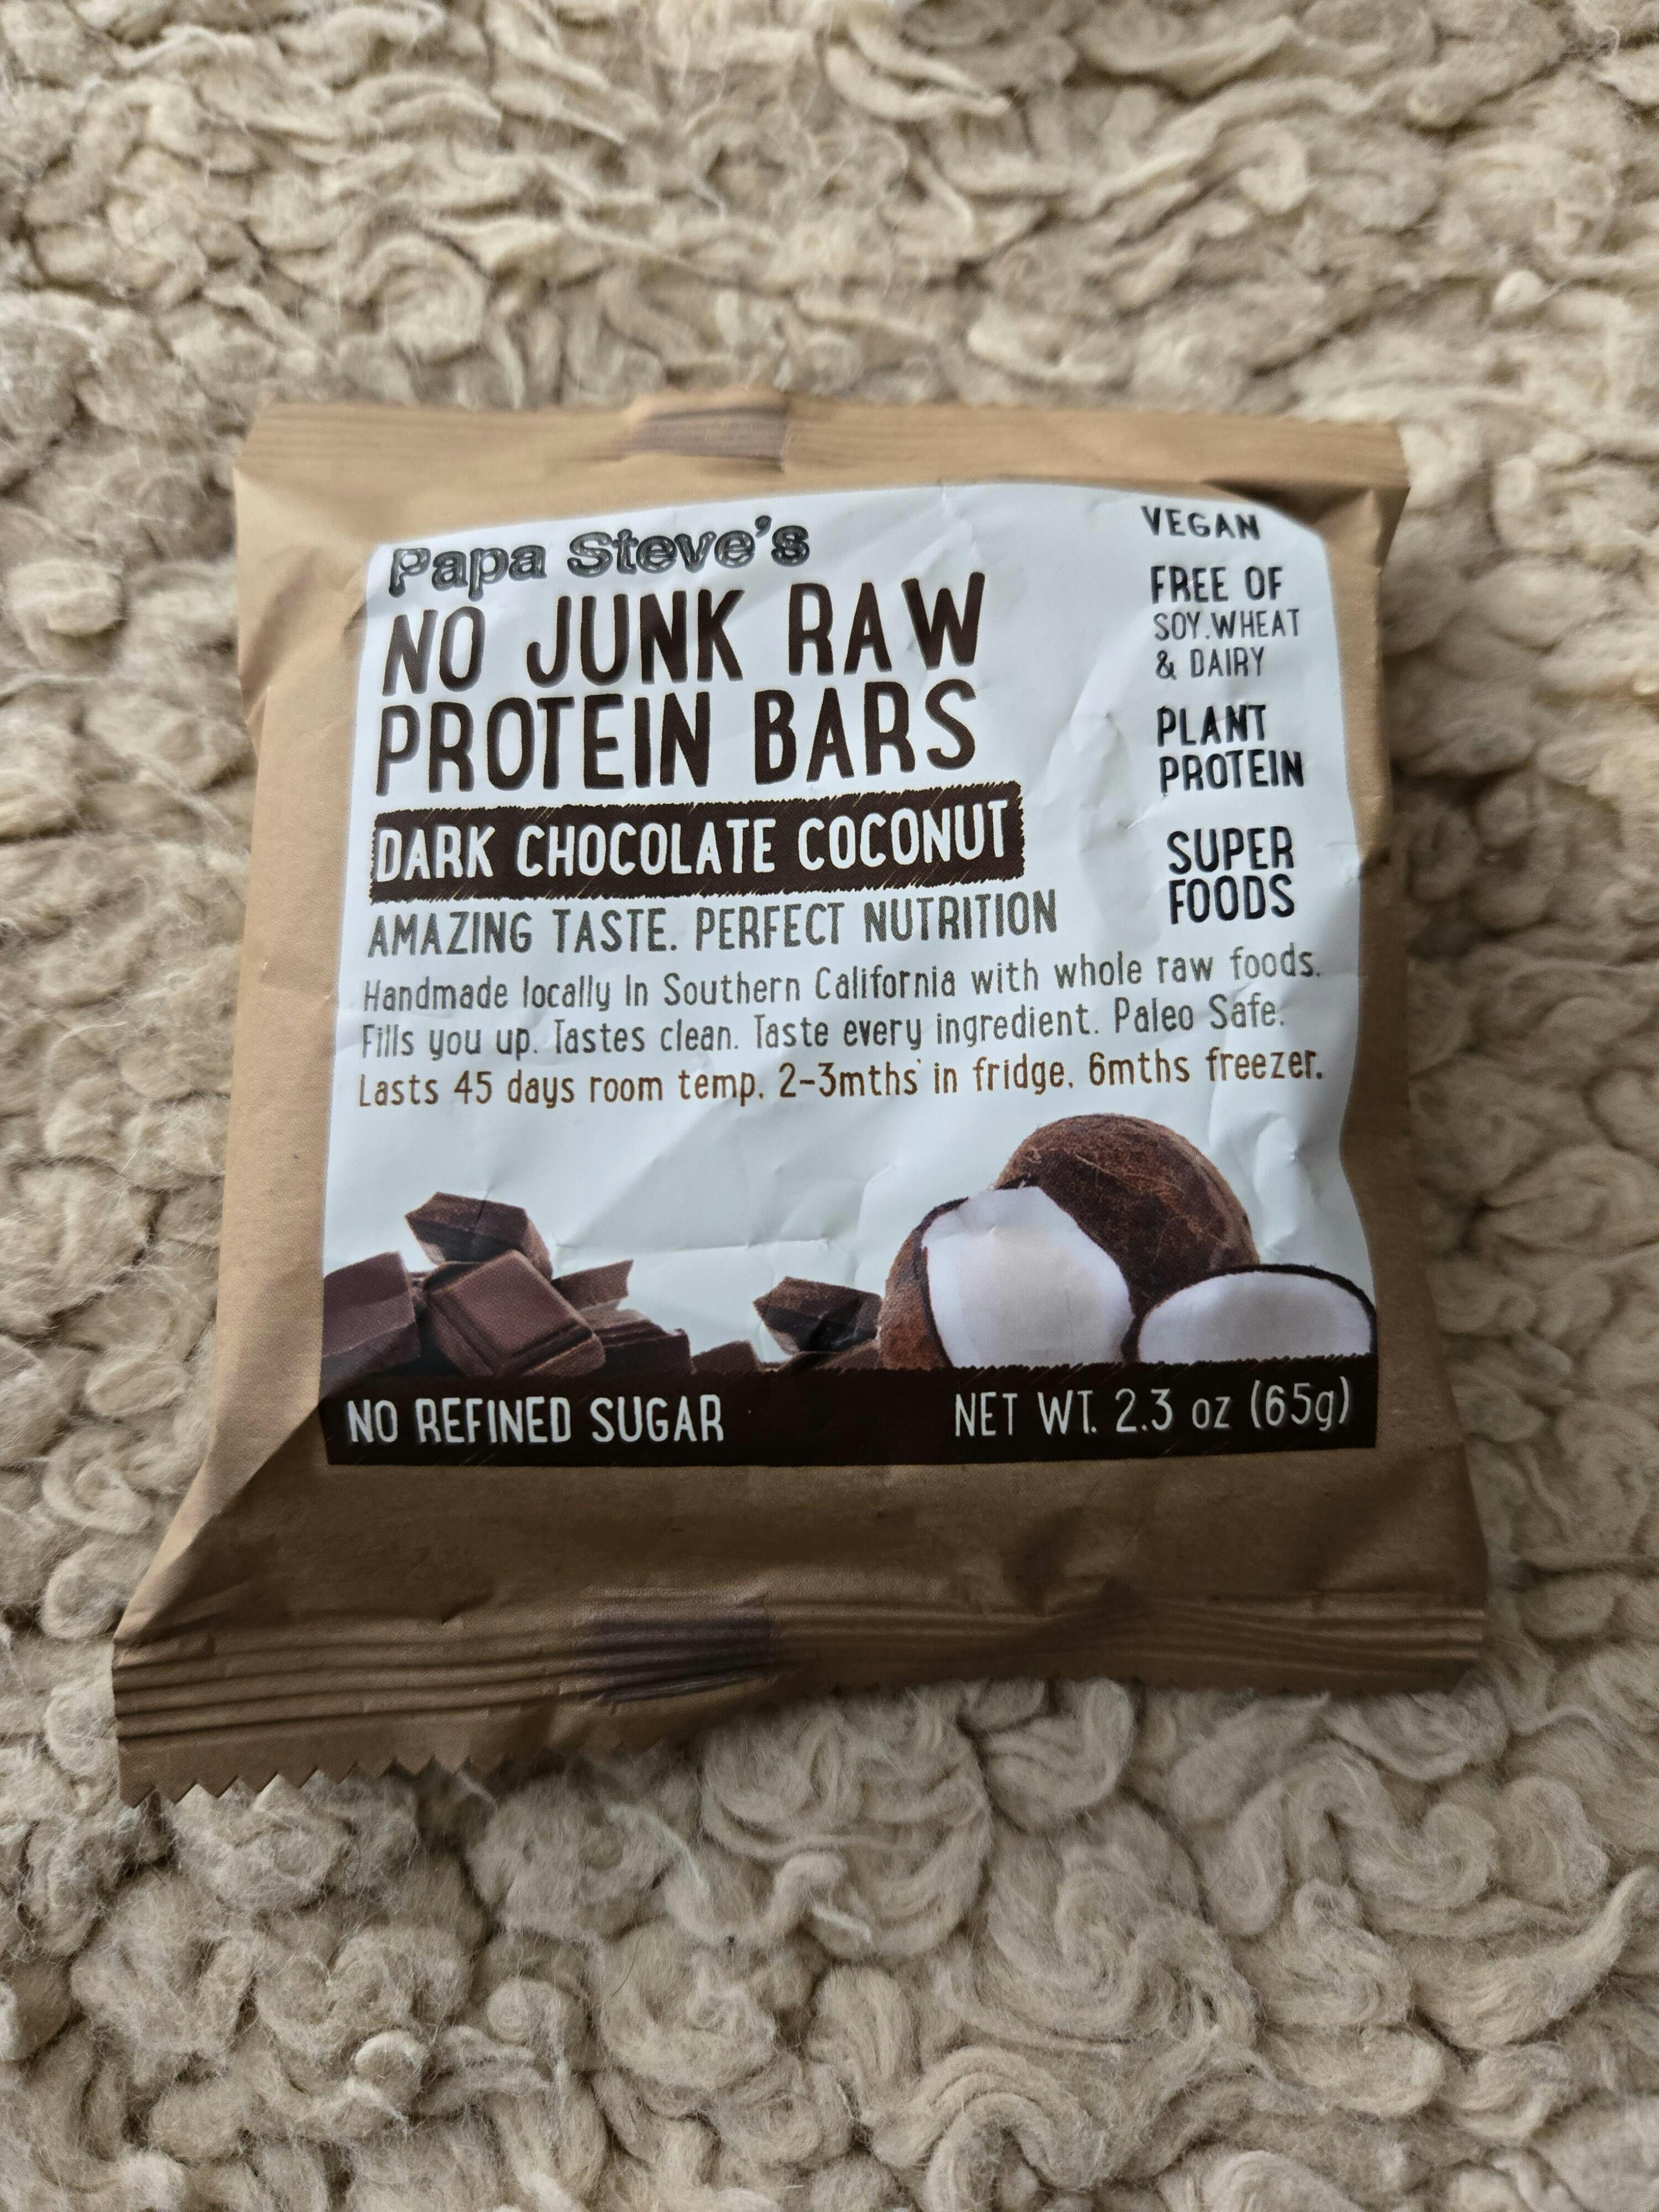 Papa Steve's
NO JUNK RAW
PROTEIN BARS
DARK CHOCOLATE COCONUT
AMAZING TASTE. PERFECT NUTRITION
Handmade locally In Southern California with whole raw foods.
Fills you up. Tastes clean. Taste every ingredient. Paleo Safe.
Lasts 45 days room temp. 2-3mths in fridge. 6mths freezer.
VEGAN
FREE OF
SOY.WHEAT
& DAIRY
PLANT
PROTEIN
SUPER
FOODS
NO REFINED SUGAR
NET WT. 2.3 oz (65g)